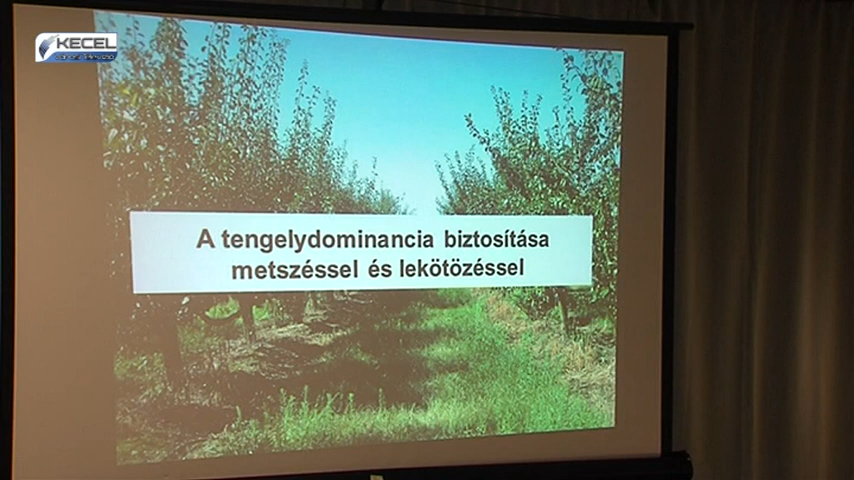 KECEL
A tengelydominancia biztosítása
metszéssel és lekötözéssel